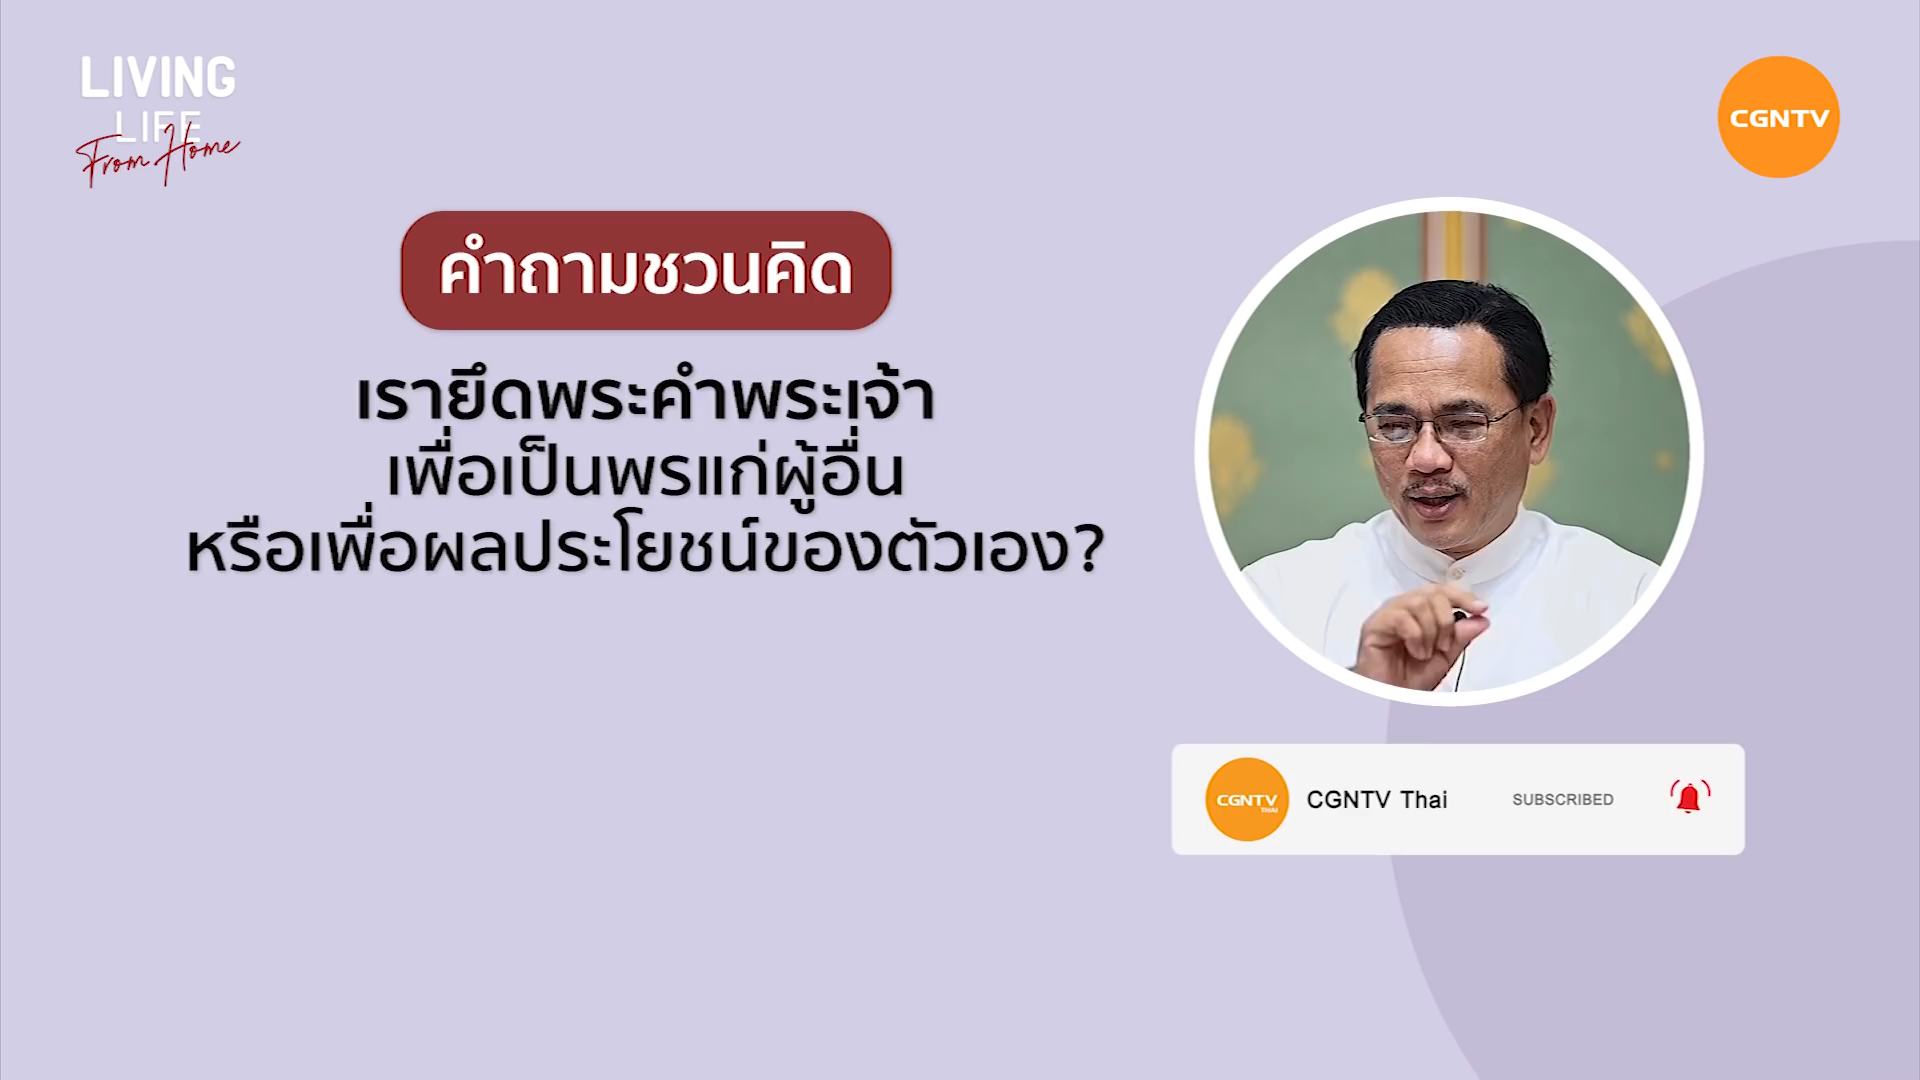 LIVING
LIFE
From Home
CGNTV
คำถามชวนคิด
เรายึดพระคำพระเจ้า
เพื่อเป็นพรแก่ผู้อื่น
หรือเพื่อผลประโยชน์ของตัวเอง?
CGNTV
THAI
CGNTV Thai
SUBSCRIBED